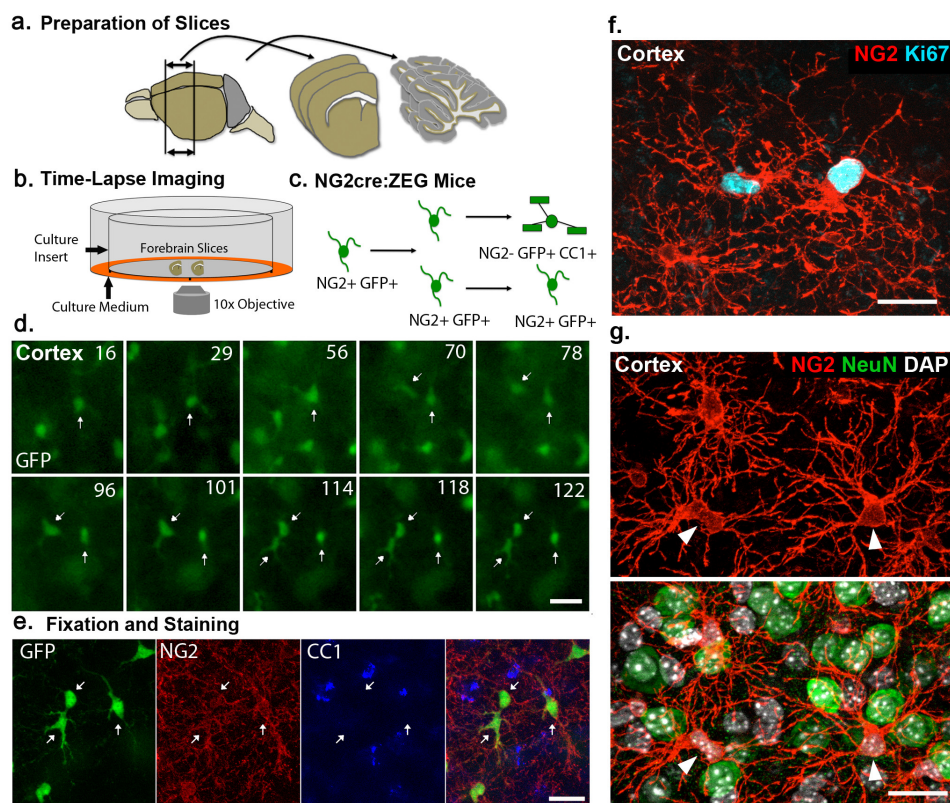 a. Preparation of Slices
b. Time-Lapse Imaging
Culture
Insert
Forebrain Slices
Culture Medium
10x Objective
c. NG2cre:ZEG Mice
NG2+ GFP+
NG2- GFP+ CC1+
NG2+ GFP+
NG2+ GFP+
d.
Cortex 16
29
56
70
78
GFP
96
101
114
118
122
e. Fixation and Staining
GFP
NG2
CC1
f.
Cortex
NG2 Ki67
g.
Cortex
NG2 NeuN DAP